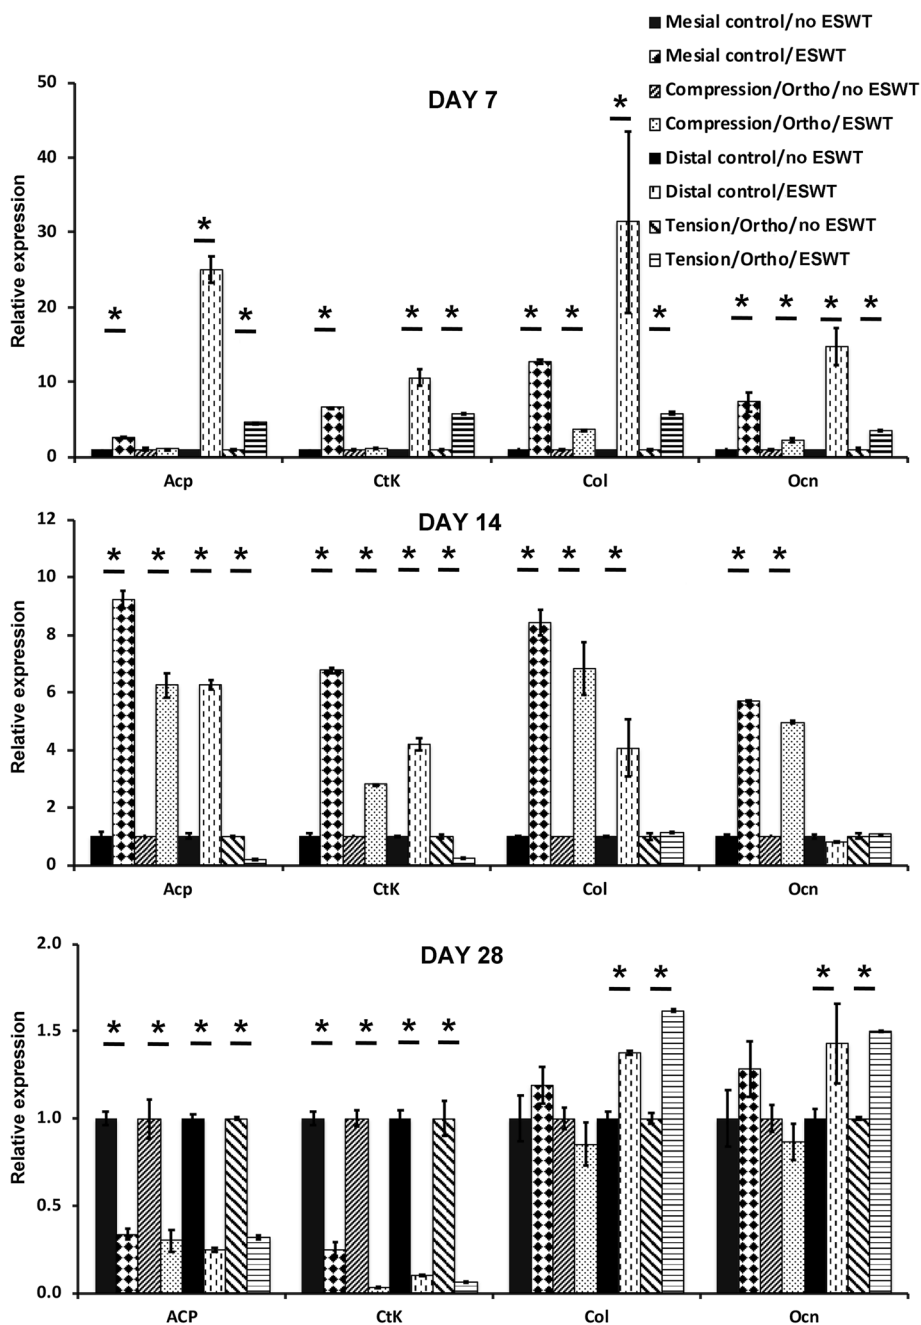 Mesial control/no ESWT
Mesial control/ESWT
Compression/Ortho/no ESWT
Compression/Ortho/ESWT
Distal control/no ESWT
Distal control/ESWT
Tension/Ortho/no ESWT
Tension/Ortho/ESWT
DAY 7
Relative expression
50
40
30
20
10
0
* * * * * * * * * * * * *
Acp CtK Col Ocn
DAY 14
Relative expression
12
10
8
6
4
2
0
* * * * * * * * * * * * *
Acp CtK Col Ocn
DAY 28
Relative expression
2.0
1.5
1.0
0.5
0.0
* * * * * * * * * * * *
ACP CtK Col Ocn